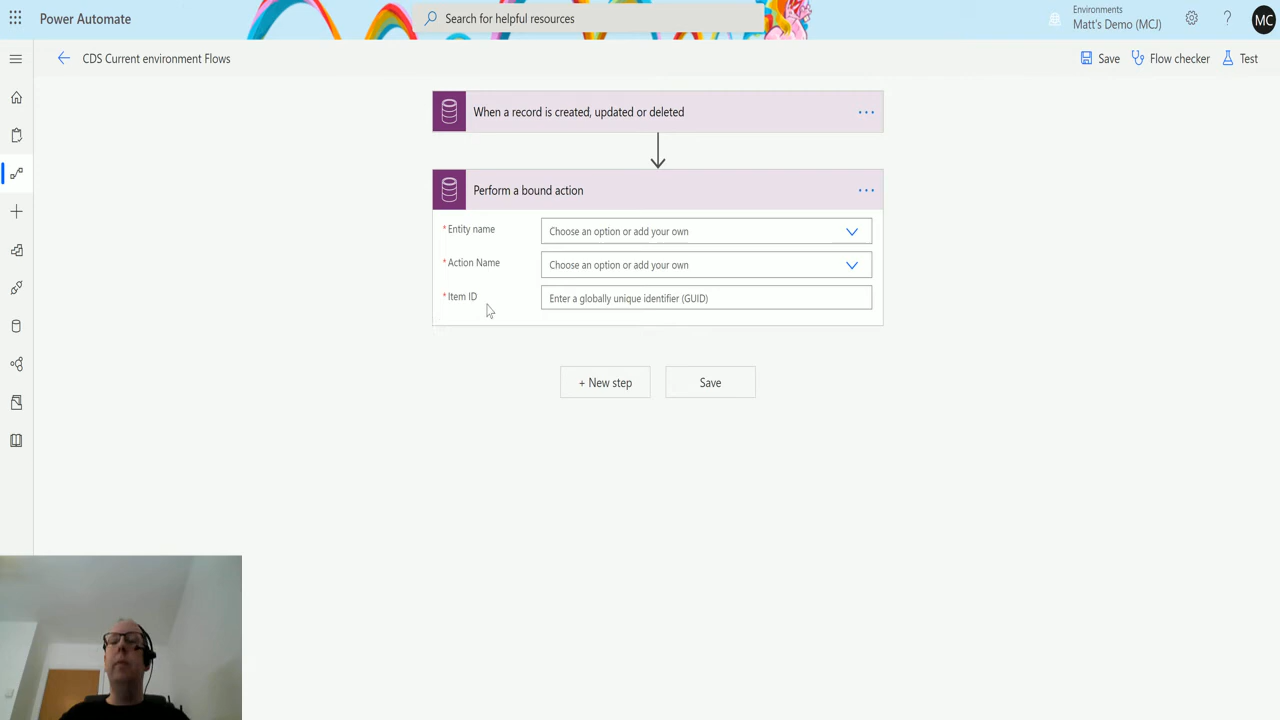 Power Automate
Search for helpful resources
Environments
Matt's Demo (MCJ)
MC
CDS Current environment Flows
Save
Flow checker
Test
When a record is created, updated or deleted
Perform a bound action
* Entity name
Choose an option or add your own
* Action Name
Choose an option or add your own
* Item ID
Enter a globally unique identifier (GUID)
+ New step
Save